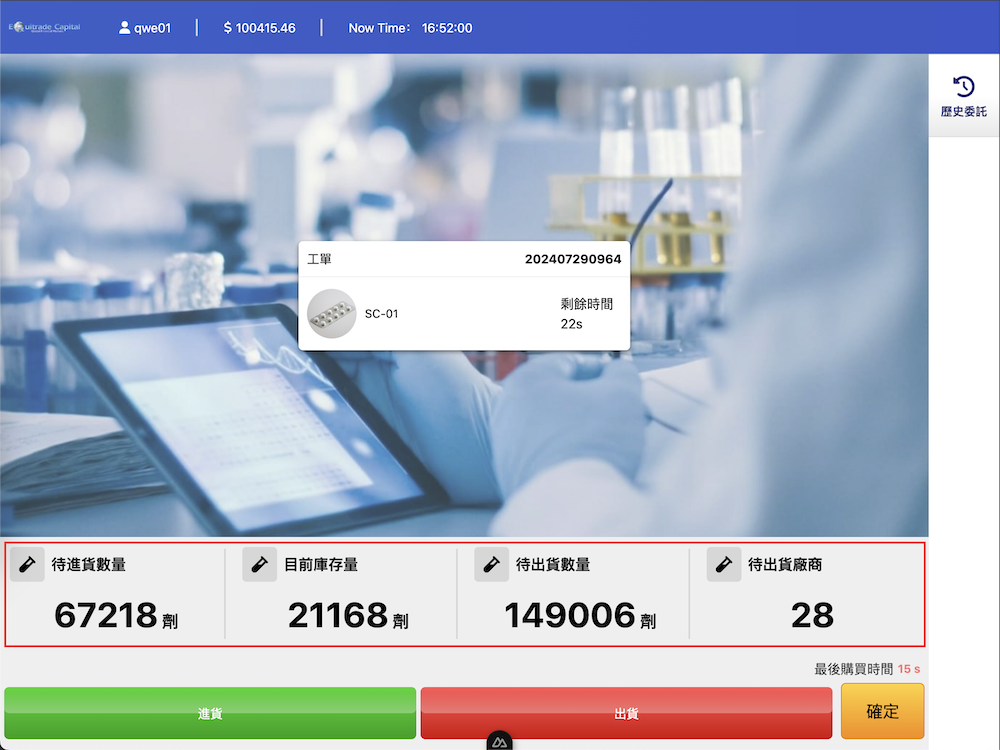 Equitrade Capital
qwe01
$ 100415.46
Now Time： 16:52:00
歷史委託
工單 202407290964
SC-01
剩餘時間
22s
待進貨數量
67218 劑
目前庫存量
21168 劑
待出貨數量
149006 劑
待出貨廠商
28
最後購買時間 15 s
進貨
出貨
確定